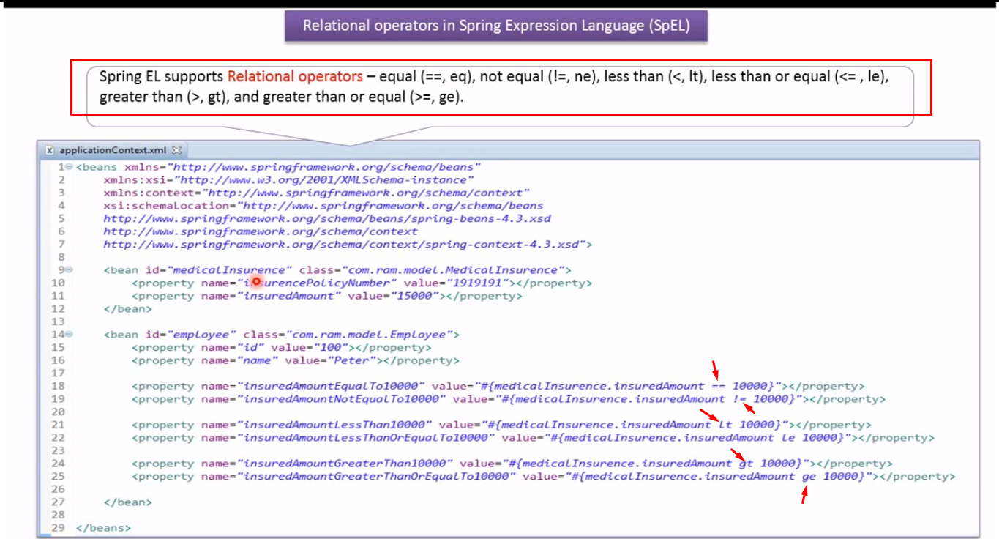 Relational operators in Spring Expression Language (SpEL)
Spring EL supports Relational operators – equal (==, eq), not equal (!=, ne), less than (<, lt), less than or equal (<= , le),
greater than (>, gt), and greater than or equal (>=, ge).
applicationContext.xml
1 <beans xmlns="http://www.springframework.org/schema/beans"
2 xmlns:xsi="http://www.w3.org/2001/XMLSchema-instance"
3 xmlns:context="http://www.springframework.org/schema/context"
4 xsi:schemaLocation="http://www.springframework.org/schema/beans
5 http://www.springframework.org/schema/beans/spring-beans-4.3.xsd
6 http://www.springframework.org/schema/context
7 http://www.springframework.org/schema/context/spring-context-4.3.xsd">
8
9 <bean id="medicalInsurence" class="com.ram.model.MedicalInsurence">
10 <property name="insurencePolicyNumber" value="1919191"></property>
11 <property name="insuredAmount" value="15000"></property>
12 </bean>
13
14 <bean id="employee" class="com.ram.model.Employee">
15 <property name="id" value="100"></property>
16 <property name="name" value="Peter"></property>
17
18 <property name="insuredAmountEqualTo10000" value="#{medicalInsurence.insuredAmount == 10000}"></property>
19 <property name="insuredAmountNotEqualTo10000" value="#{medicalInsurence.insuredAmount != 10000}"></property>
20
21 <property name="insuredAmountLessThan10000" value="#{medicalInsurence.insuredAmount lt 10000}"></property>
22 <property name="insuredAmountLessThanOrEqualTo10000" value="#{medicalInsurence.insuredAmount le 10000}"></property>
23
24 <property name="insuredAmountGreaterThan10000" value="#{medicalInsurence.insuredAmount gt 10000}"></property>
25 <property name="insuredAmountGreaterThanOrEqualTo10000" value="#{medicalInsurence.insuredAmount ge 10000}"></property>
26
27 </bean>
28
29 </beans>